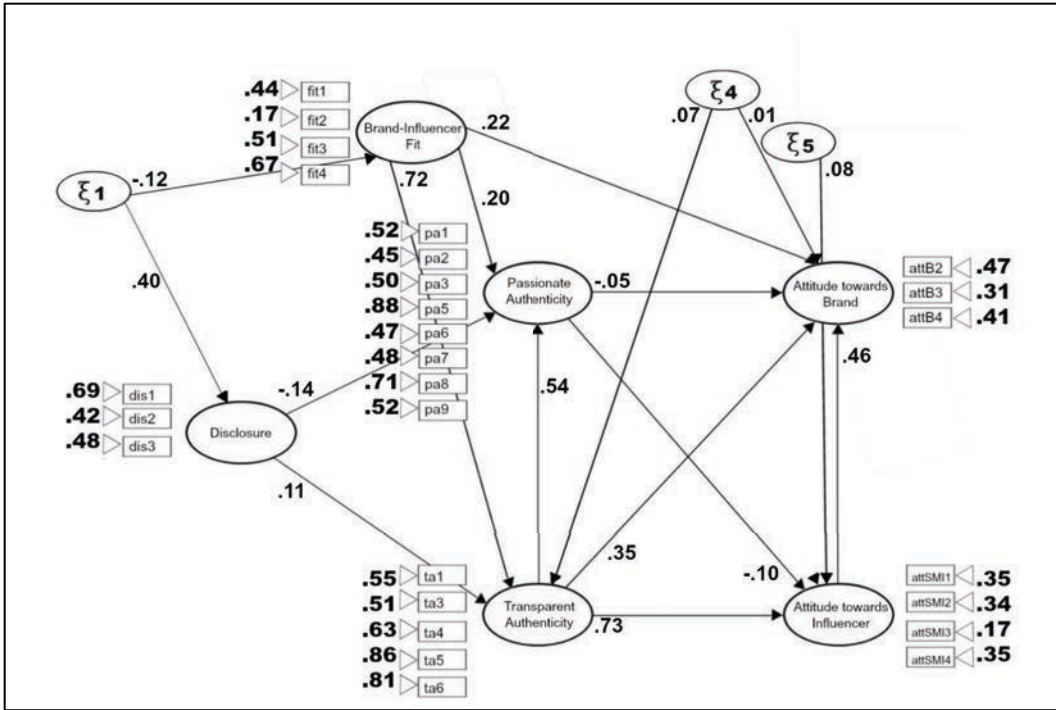 ξ4
.44 fit1
.07
.01
.17 fit2
Brand-Influencer
Fit
.22
ξ5
.51 fit3
.67 fit4
-.12
.72
.08
ξ1
.20
.52 pa1
.45 pa2
.50 pa3
.88 pa5
.47 pa6
.48 pa7
.71 pa8
.52 pa9
.40
Passionate
Authenticity
-.05
Attitude towards
Brand
attB2 .47
attB3 .31
attB4 .41
.46
.54
-.14
.69 dis1
.42 dis2
.48 dis3
Disclosure
.11
.35
-.10
.55 ta1
.51 ta3
.63 ta4
.86 ta5
.81 ta6
Transparent
Authenticity
.73
Attitude towards
Influencer
attSMI1 .35
attSMI2 .34
attSMI3 .17
attSMI4 .35